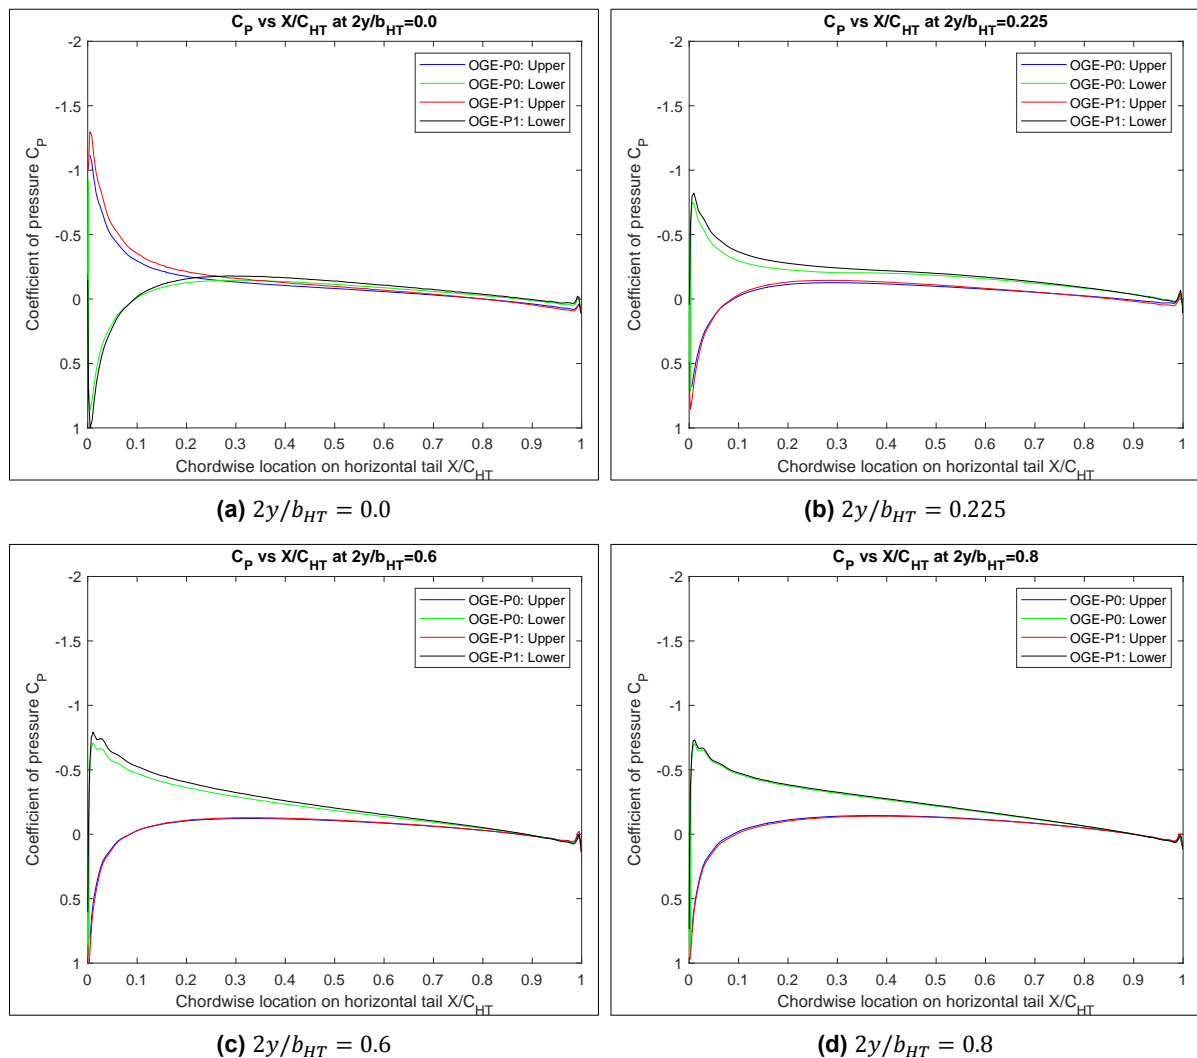 C_P vs X/C_HT at 2y/b_HT=0.0
-2
-1.5
-1
-0.5
0
0.5
1
Coefficient of pressure C_P
OGE-P0: Upper
OGE-P0: Lower
OGE-P1: Upper
OGE-P1: Lower
0 0.1 0.2 0.3 0.4 0.5 0.6 0.7 0.8 0.9 1
Chordwise location on horizontal tail X/C_HT
(a) 2y/b_HT = 0.0
C_P vs X/C_HT at 2y/b_HT=0.225
-2
-1.5
-1
-0.5
0
0.5
1
Coefficient of pressure C_P
OGE-P0: Upper
OGE-P0: Lower
OGE-P1: Upper
OGE-P1: Lower
0 0.1 0.2 0.3 0.4 0.5 0.6 0.7 0.8 0.9 1
Chordwise location on horizontal tail X/C_HT
(b) 2y/b_HT = 0.225
C_P vs X/C_HT at 2y/b_HT=0.6
-2
-1.5
-1
-0.5
0
0.5
1
Coefficient of pressure C_P
OGE-P0: Upper
OGE-P0: Lower
OGE-P1: Upper
OGE-P1: Lower
0 0.1 0.2 0.3 0.4 0.5 0.6 0.7 0.8 0.9 1
Chordwise location on horizontal tail X/C_HT
(c) 2y/b_HT = 0.6
C_P vs X/C_HT at 2y/b_HT=0.8
-2
-1.5
-1
-0.5
0
0.5
1
Coefficient of pressure C_P
OGE-P0: Upper
OGE-P0: Lower
OGE-P1: Upper
OGE-P1: Lower
0 0.1 0.2 0.3 0.4 0.5 0.6 0.7 0.8 0.9 1
Chordwise location on horizontal tail X/C_HT
(d) 2y/b_HT = 0.8